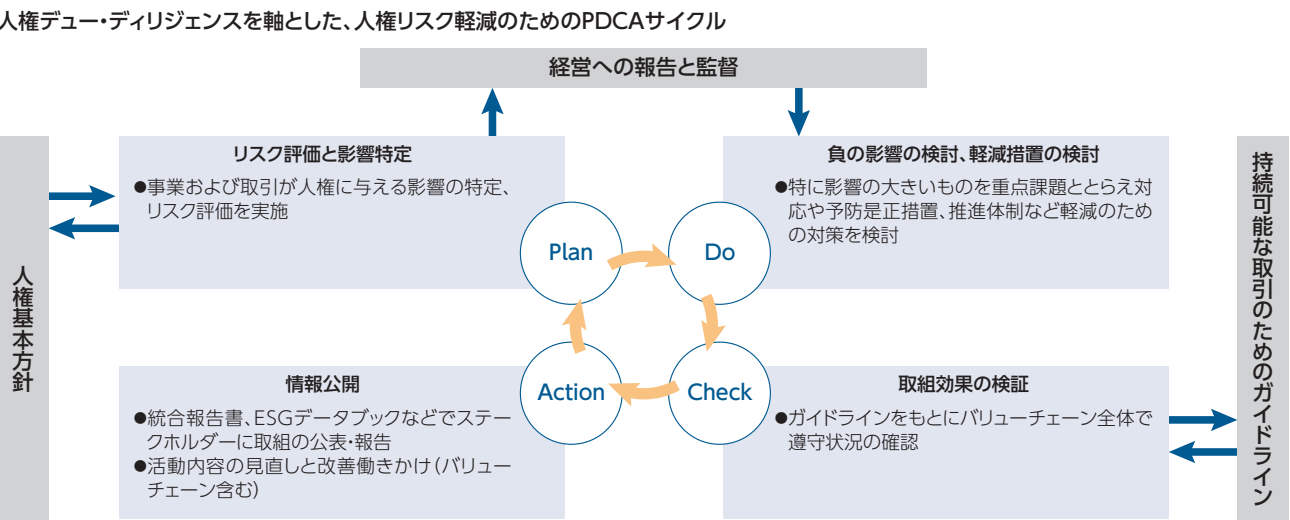 人権デュー・ディリジェンスを軸とした、人権リスク軽減のためのPDCAサイクル
経営への報告と監督
人権基本方針
リスク評価と影響特定
●事業および取引が人権に与える影響の特定、
リスク評価を実施
負の影響の検討、軽減措置の検討
●特に影響の大きいものを重点課題ととらえ対
応や予防是正措置、推進体制など軽減のため
の対策を検討
Plan
Do
Action
Check
情報公開
●統合報告書、ESGデータブックなどでステー
クホルダーに取組の公表・報告
●活動内容の見直しと改善働きかけ（バリュー
チェーン含む）
取組効果の検証
●ガイドラインをもとにバリューチェーン全体で
遵守状況の確認
持続可能な取引のためのガイドライン